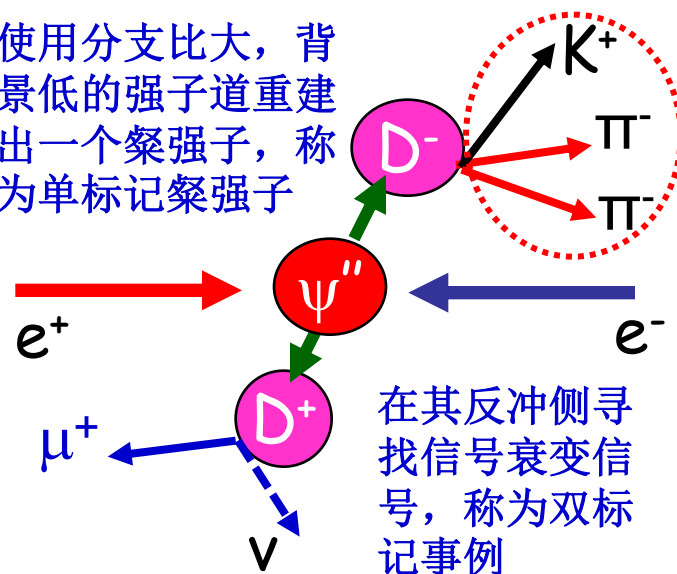 使用分支比大，背
景低的强子道重建
出一个粲强子，称
为单标记粲强子
K⁺
D⁻
π⁻
π⁻
ψ″
e⁺
e⁻
D⁺
μ⁺
ν
在其反冲侧寻
找信号衰变信
号，称为双标
记事例